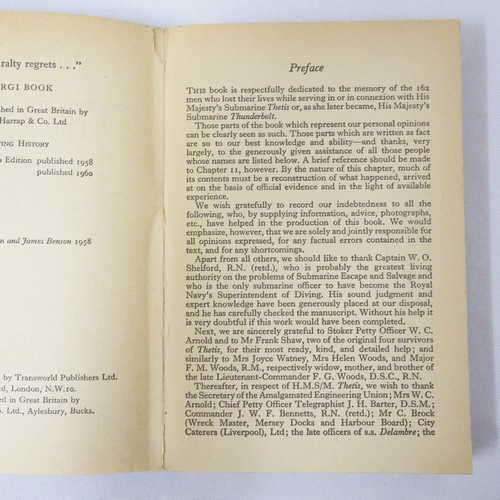 ralty regrets . . ."
RGI BOOK
shed in Great Britain by
Harrap & Co. Ltd
ING HISTORY
Edition published 1958
published 1960
n and James Benson 1958
by Transworld Publishers Ltd.
d, London, N.W.10.
ed in Great Britain by
o. Ltd., Aylesbury, Bucks.
Preface
THIS book is respectfully dedicated to the memory of the 162
men who lost their lives while serving in or in connexion with His
Majesty's Submarine Thetis or, as she later became, His Majesty's
Submarine Thunderbolt.
Those parts of the book which represent our personal opinions
can be clearly seen as such. Those parts which are written as fact
are so to our best knowledge and ability—and thanks, very
largely, to the generously given assistance of all those people
whose names are listed below. A brief reference should be made
to Chapter 11, however. By the nature of this chapter, much of
its contents must be a reconstruction of what happened, arrived
at on the basis of official evidence and in the light of available
experience.
We wish gratefully to record our indebtedness to all the
following, who, by supplying information, advice, photographs,
etc., have helped in the production of this book. We would
emphasize, however, that we are solely and jointly responsible for
all opinions expressed, for any factual errors contained in the
text, and for any shortcomings.
Apart from all others, we should like to thank Captain W. O.
Shelford, R.N. (retd.), who is probably the greatest living
authority on the problems of Submarine Escape and Salvage and
who is the only submarine officer to have become the Royal
Navy's Superintendent of Diving. His sound judgment and
expert knowledge have been generously placed at our disposal,
and he has carefully checked the manuscript. Without his help it
is very doubtful if this work would have been completed.
Next, we are sincerely grateful to Stoker Petty Officer W. C.
Arnold and to Mr Frank Shaw, two of the original four survivors
of Thetis, for their most ready, kind, and detailed help; and
similarly to Mrs Joyce Watney, Mrs Helen Woods, and Major
F. M. Woods, R.M., respectively widow, mother, and brother of
the late Lieutenant-Commander F. G. Woods, D.S.C., R.N.
Thereafter, in respect of H.M.S/M. Thetis, we wish to thank
the Secretary of the Amalgamated Engineering Union; Mrs W. C.
Arnold; Chief Petty Officer Telegraphist J. H. Barter, D.S.M.;
Commander J. W. F. Bennetts, R.N. (retd.); Mr C. Brock
(Wreck Master, Mersey Docks and Harbour Board); City
Caterers (Liverpool), Ltd; the late officers of s.s. Delambre; the